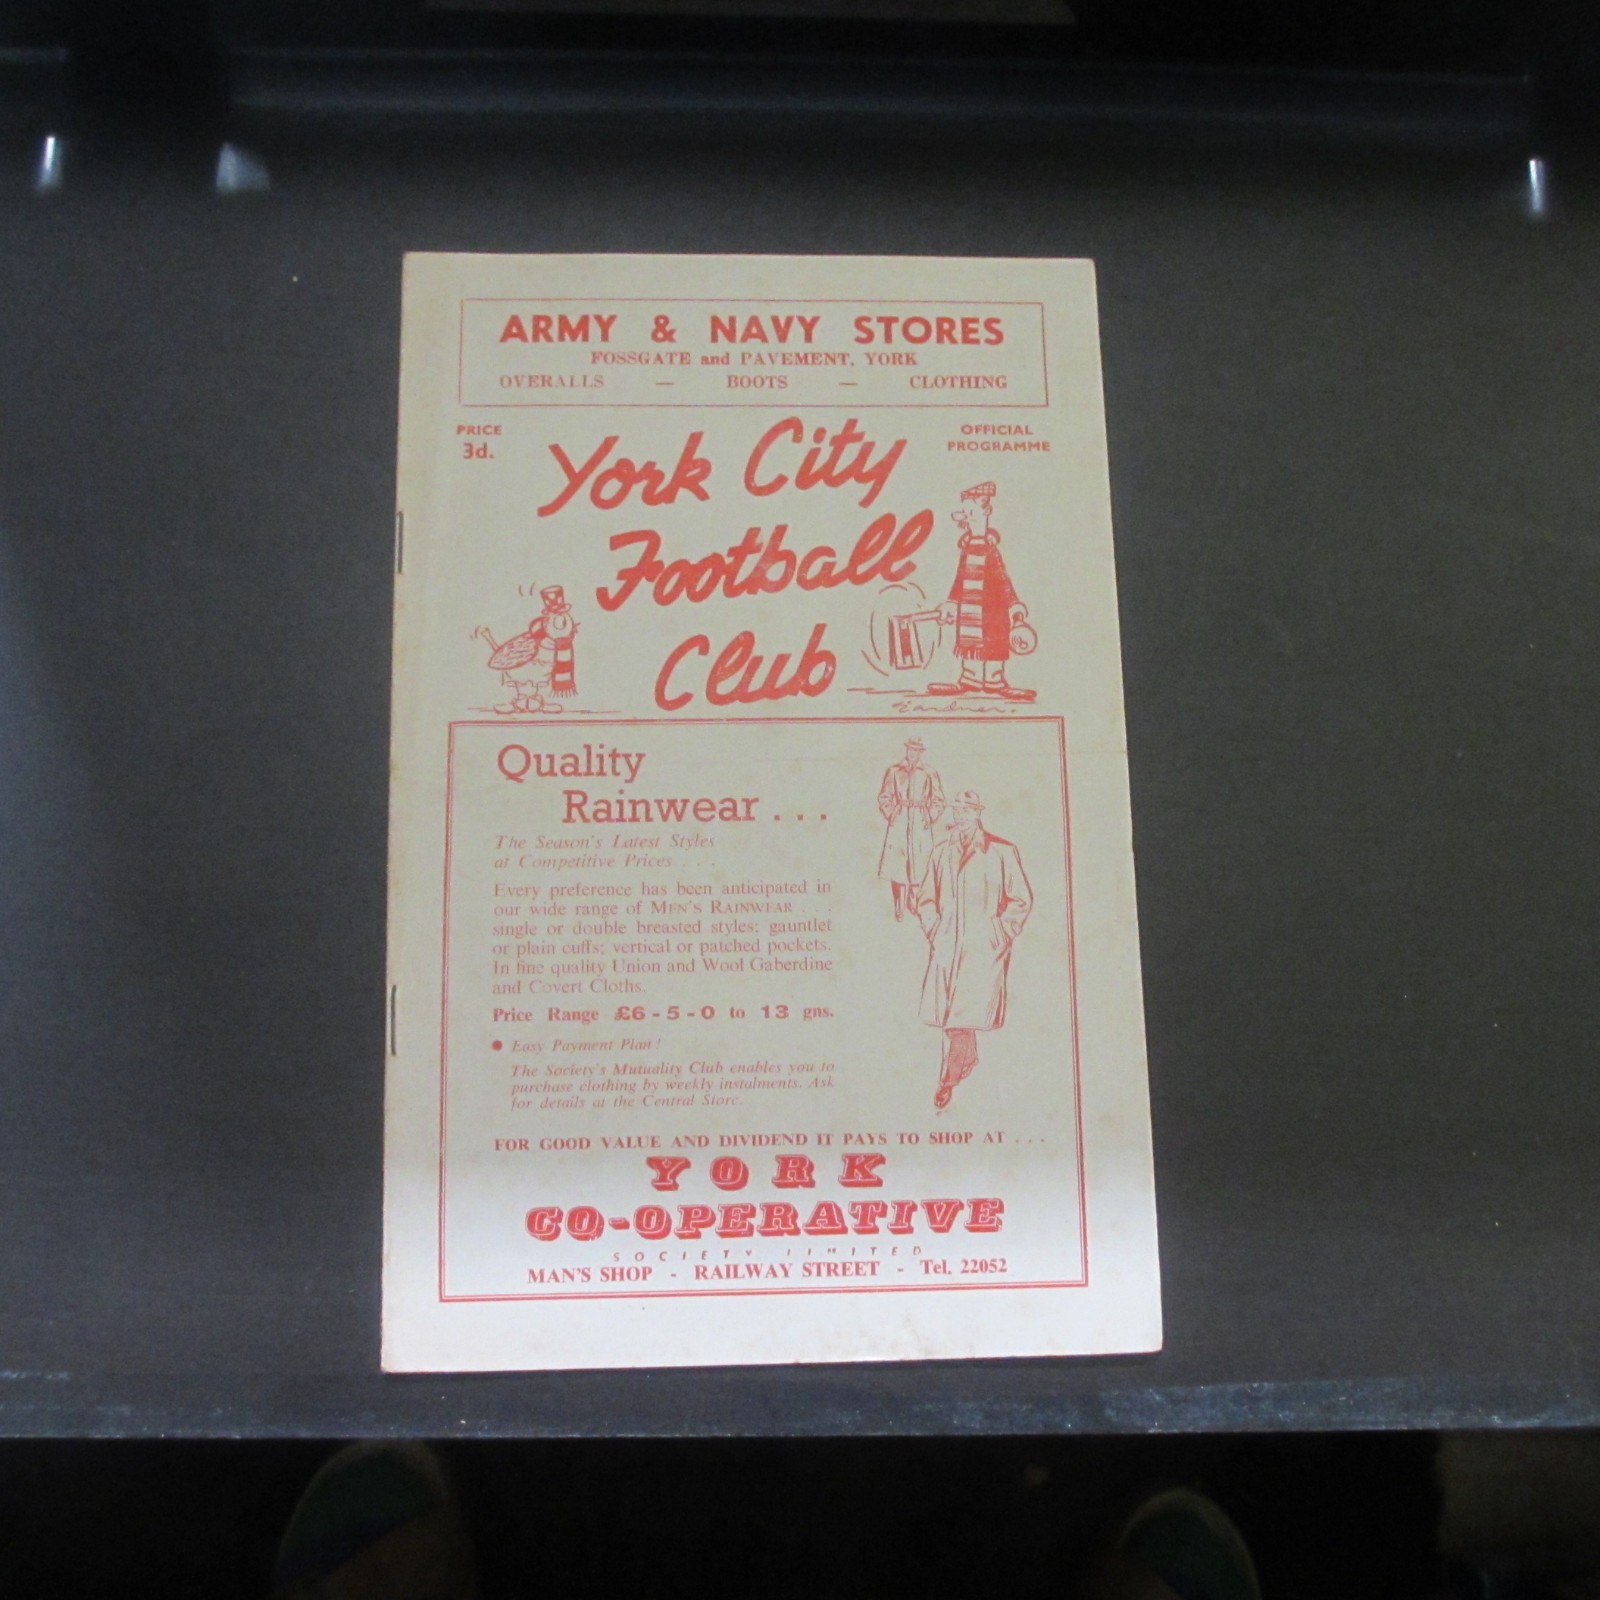 ARMY & NAVY STORES
FOSSGATE and PAVEMENT, YORK
OVERALLS — BOOTS — CLOTHING
PRICE
3d.
OFFICIAL
PROGRAMME
York City
Football
Club
Gardner.
Quality
Rainwear . . .
The Season's Latest Styles
at Competitive Prices . . .
Every preference has been anticipated in
our wide range of MEN'S RAINWEAR . . .
single or double breasted styles; gauntlet
or plain cuffs; vertical or patched pockets.
In fine quality Union and Wool Gaberdine
and Covert Cloths.
Price Range £6 - 5 - 0 to 13 gns.
● Easy Payment Plan!
The Society's Mutuality Club enables you to
purchase clothing by weekly instalments. Ask
for details at the Central Store.
FOR GOOD VALUE AND DIVIDEND IT PAYS TO SHOP AT . . .
YORK
CO-OPERATIVE
SOCIETY LIMITED
MAN'S SHOP - RAILWAY STREET - Tel. 22052